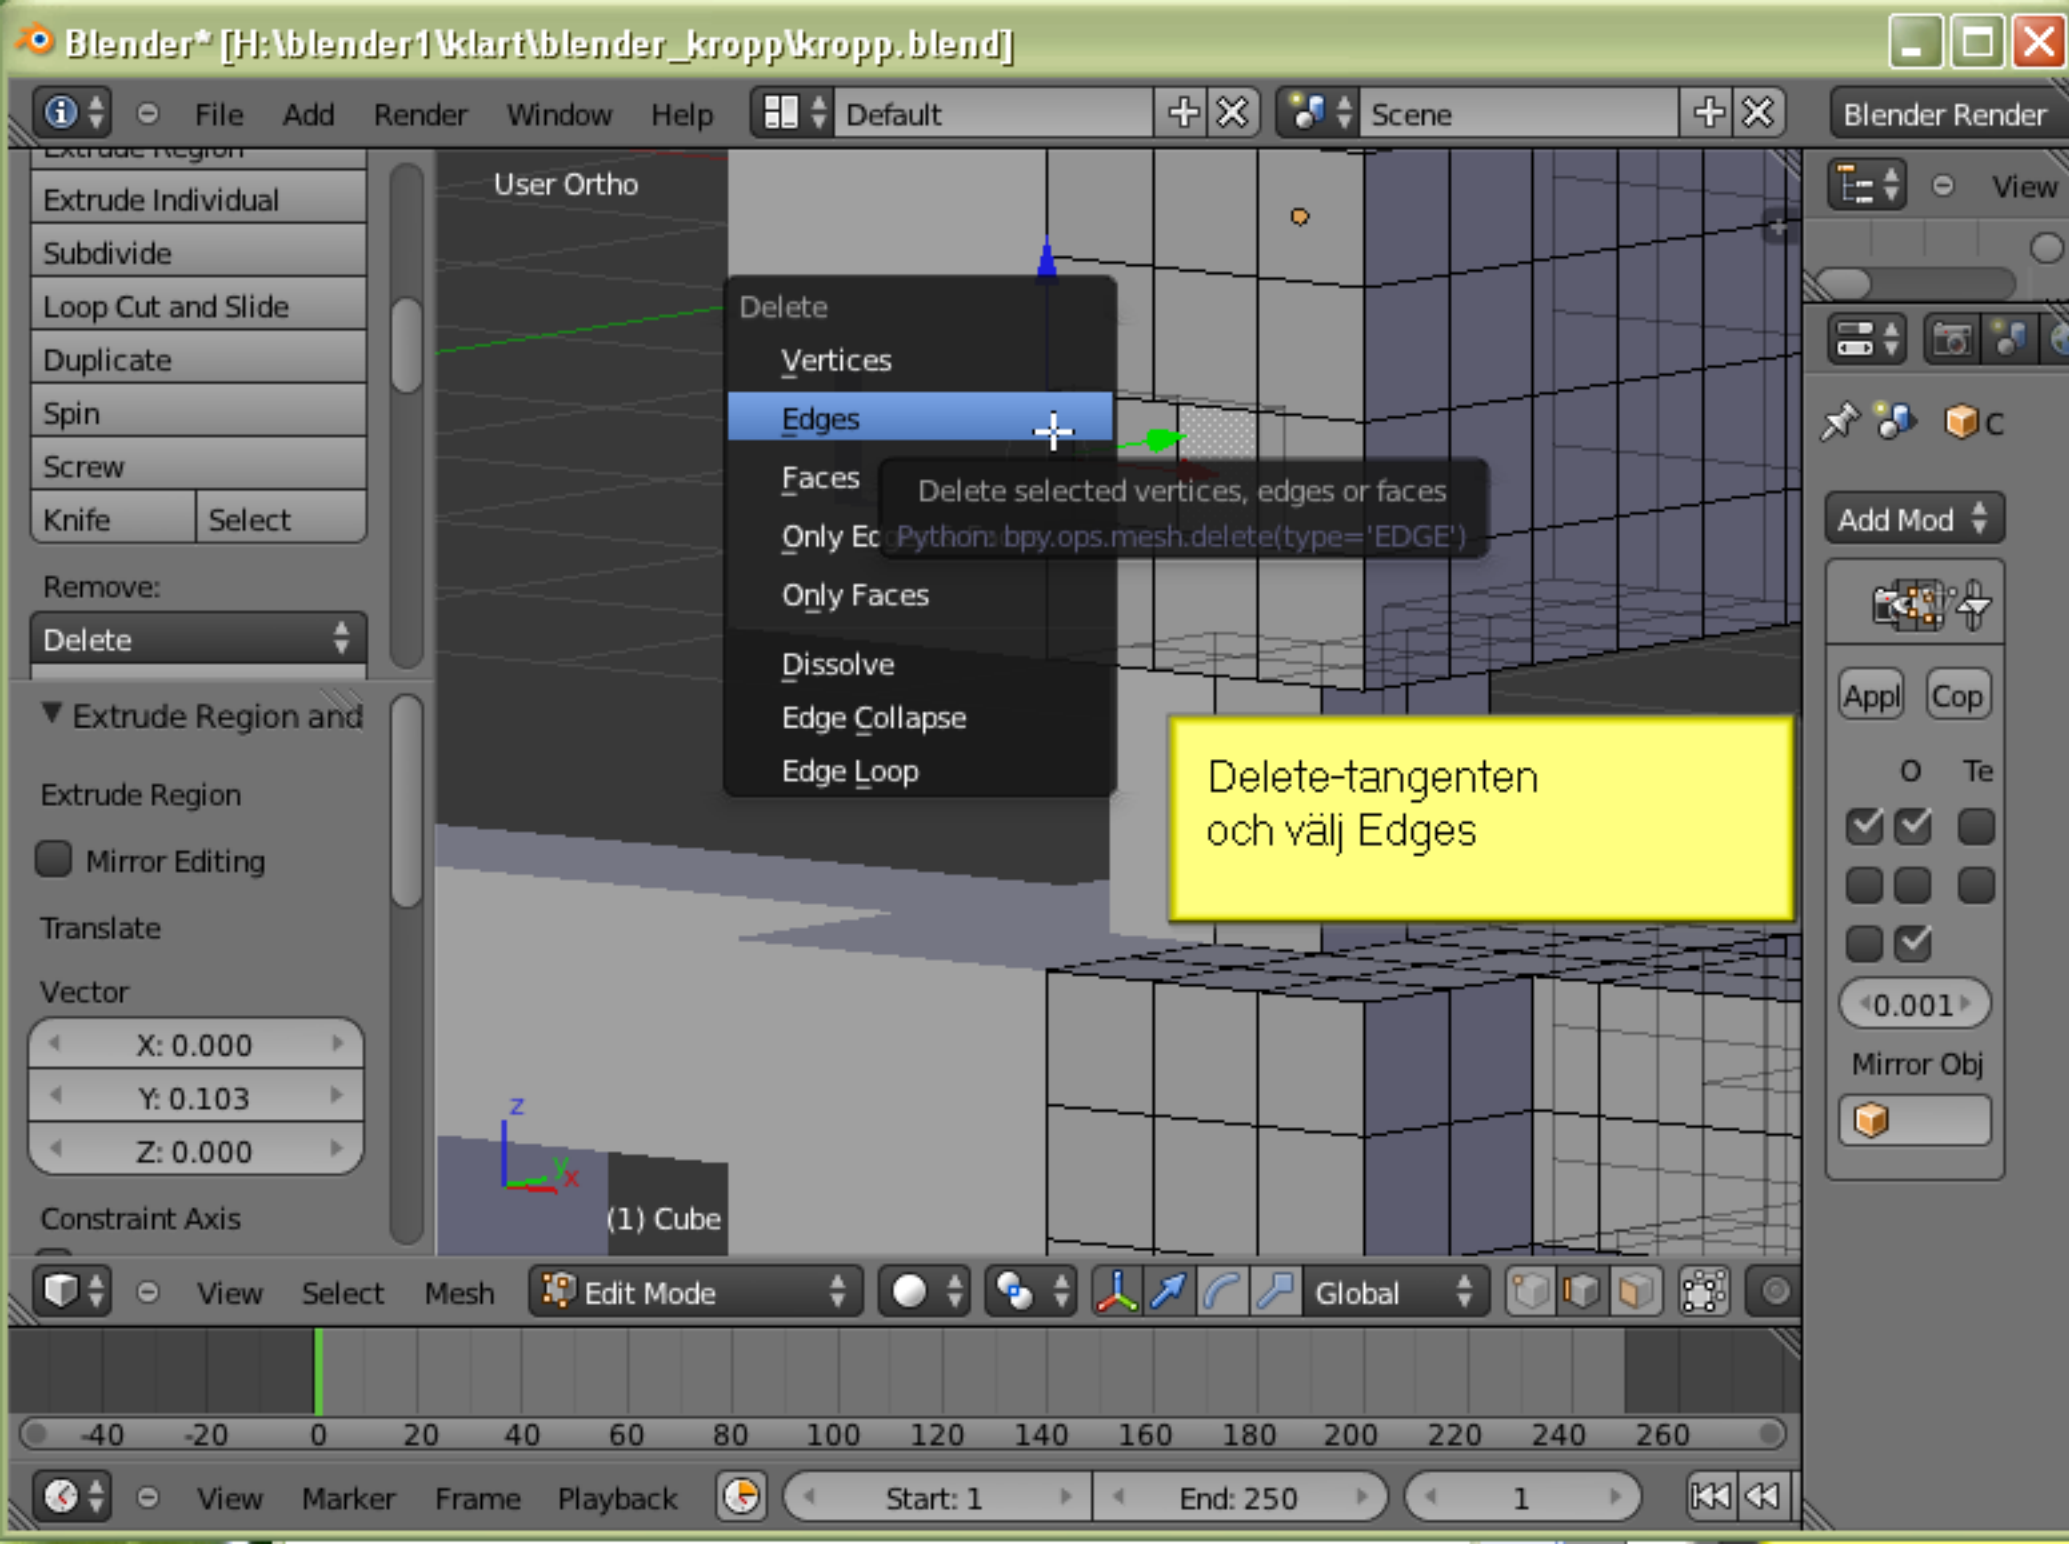 Blender* [H:\blender1\klart\blender_kropp\kropp.blend]
File Add Render Window Help Default Scene Blender Render
Extrude Region
Extrude Individual
Subdivide
Loop Cut and Slide
Duplicate
Spin
Screw
Knife Select
Remove:
Delete
Extrude Region and
Extrude Region
Mirror Editing
Translate
Vector
X: 0.000
Y: 0.103
Z: 0.000
Constraint Axis
User Ortho
Delete
Vertices
Edges
Faces
Only Ed
Only Faces
Dissolve
Edge Collapse
Edge Loop
Delete selected vertices, edges or faces
Python: bpy.ops.mesh.delete(type='EDGE')
Delete-tangenten
och välj Edges
z
y
x
(1) Cube
View
C
Add Mod
Appl Cop
O Te
0.001
Mirror Obj
View Select Mesh Edit Mode Global
-40 -20 0 20 40 60 80 100 120 140 160 180 200 220 240 260
View Marker Frame Playback Start: 1 End: 250 1